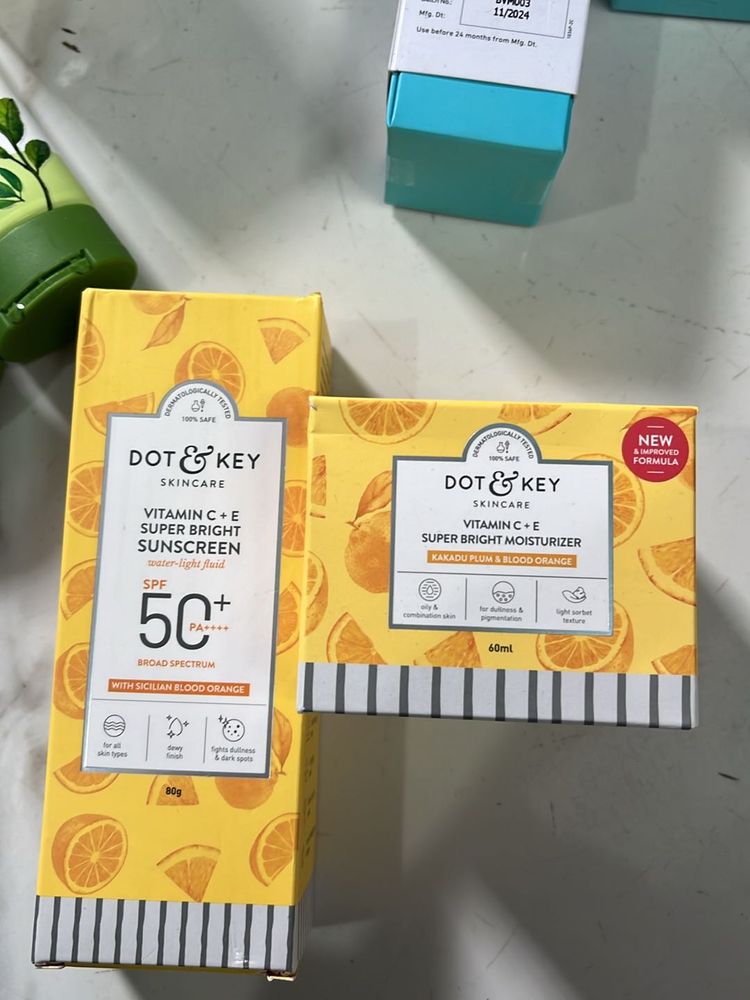 BVM003
Mfg. Dt:
11/2024
Use before 24 months from Mfg. Dt.
DERMATOLOGICALLY TESTED
100% SAFE
DOT & KEY
SKINCARE
VITAMIN C + E
SUPER BRIGHT
SUNSCREEN
water-light fluid
SPF
50+
PA++++
BROAD SPECTRUM
WITH SICILIAN BLOOD ORANGE
for all
skin types
dewy
finish
fights dullness
& dark spots
80g
DERMATOLOGICALLY TESTED
100% SAFE
DOT & KEY
SKINCARE
VITAMIN C + E
SUPER BRIGHT MOISTURIZER
KAKADU PLUM & BLOOD ORANGE
oily &
combination skin
for dullness &
pigmentation
light sorbet
texture
60ml
NEW
& IMPROVED
FORMULA